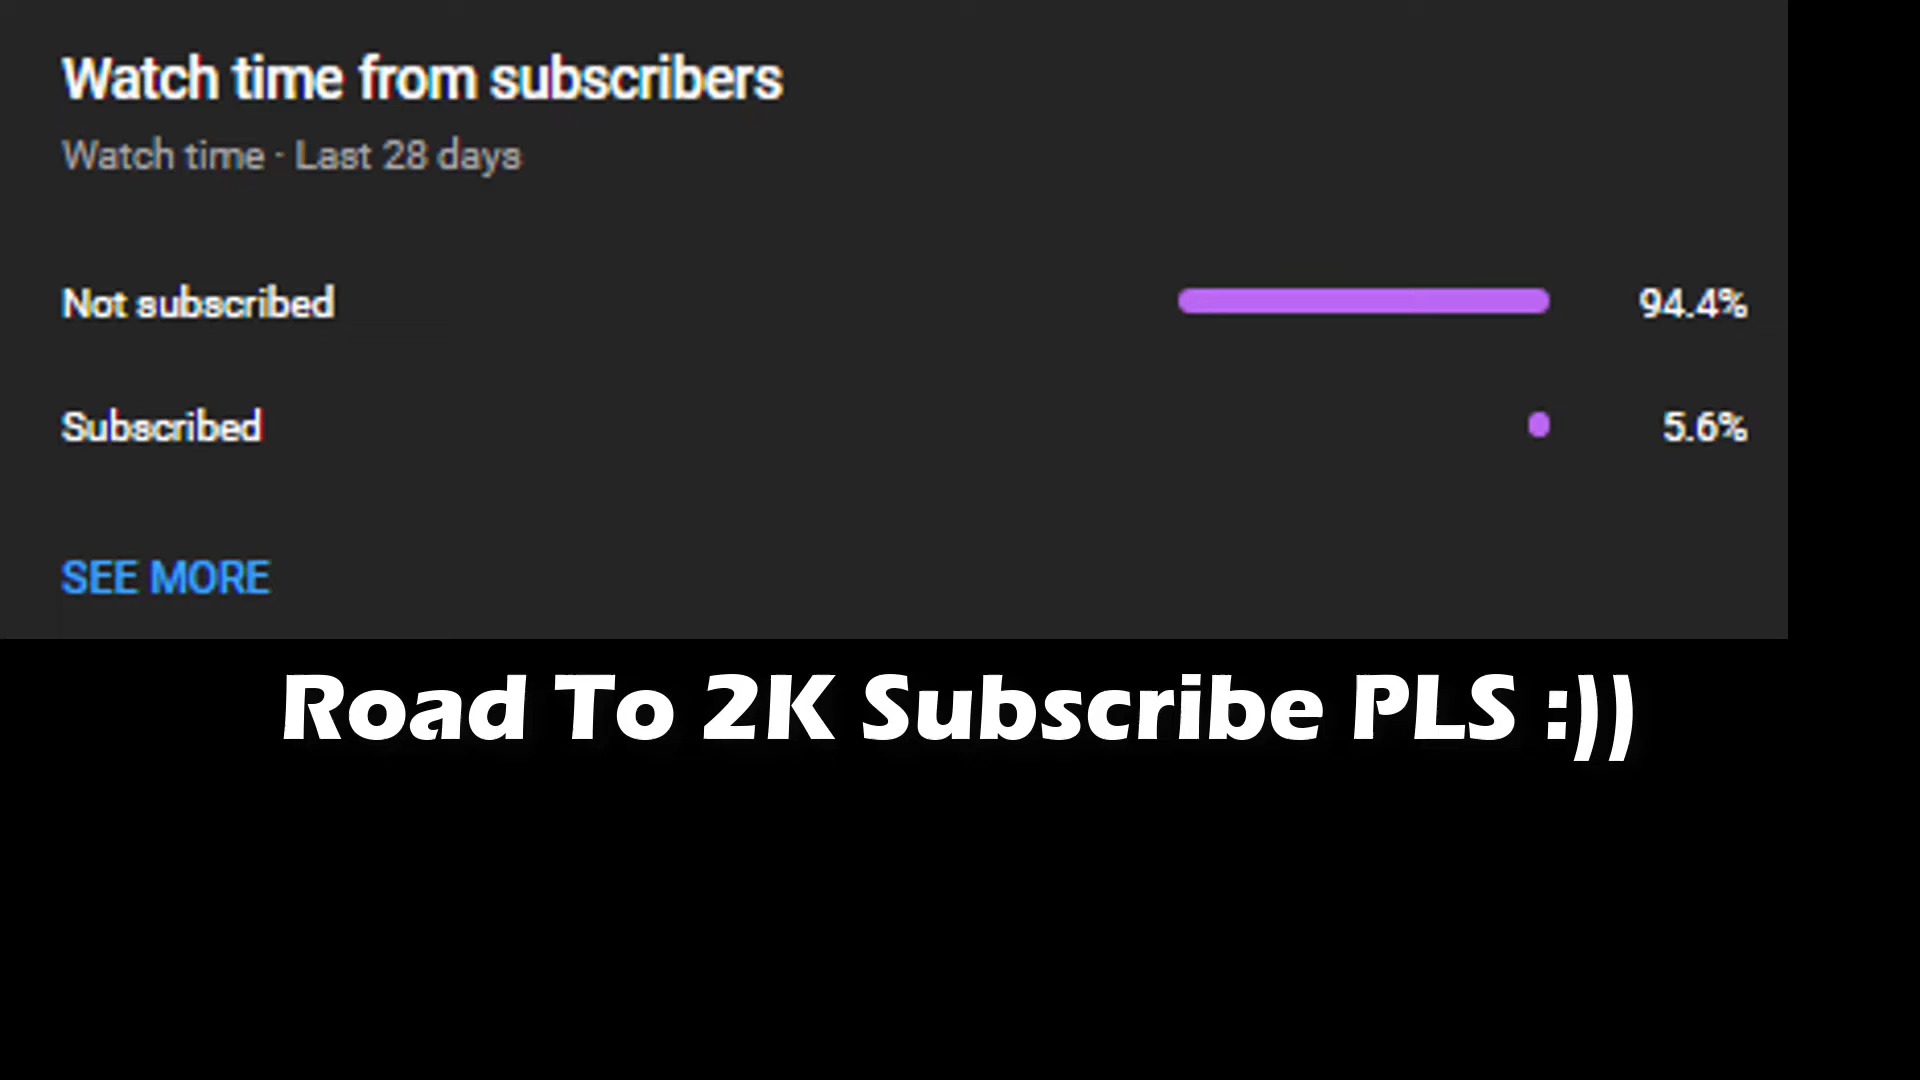 Watch time from subscribers
Watch time · Last 28 days
Not subscribed 94.4%
Subscribed 5.6%
SEE MORE
Road To 2K Subscribe PLS :))